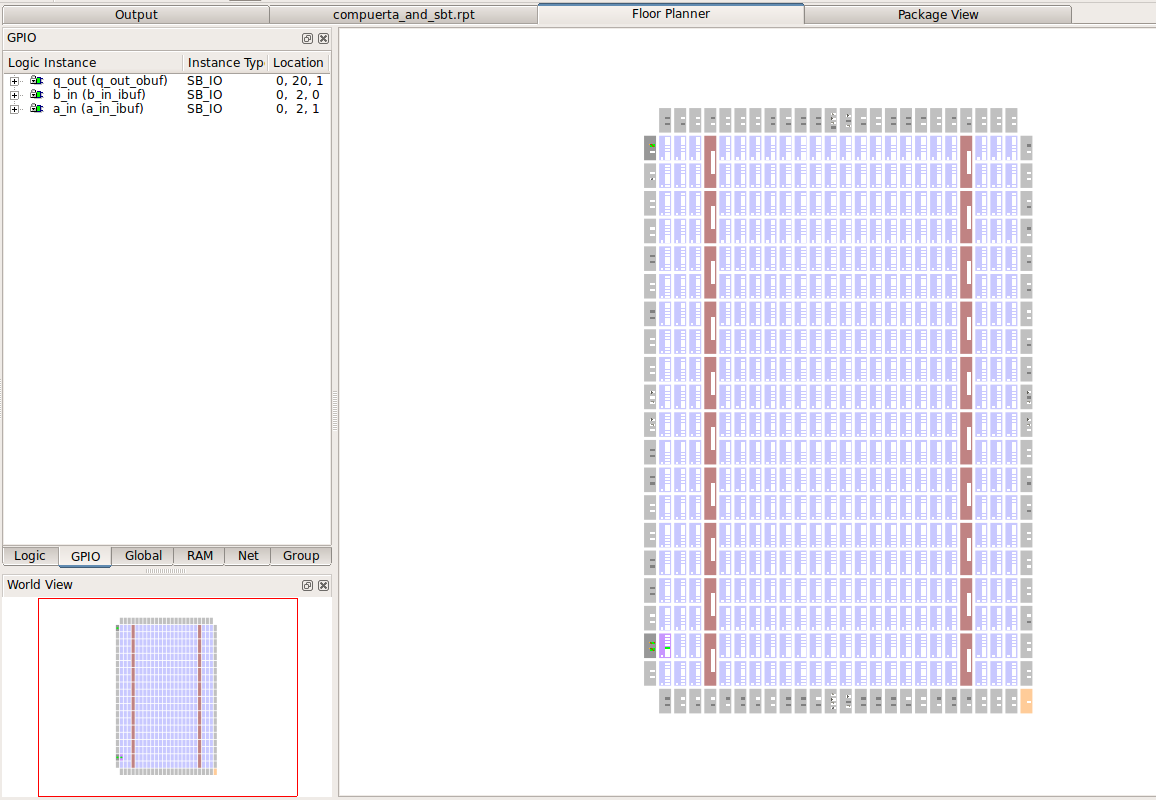 Output compuerta_and_sbt.rpt Floor Planner Package View
GPIO
Logic Instance Instance Typ Location
q_out (q_out_obuf) SB_IO 0, 20, 1
b_in (b_in_ibuf) SB_IO 0, 2, 0
a_in (a_in_ibuf) SB_IO 0, 2, 1
Logic GPIO Global RAM Net Group
World View